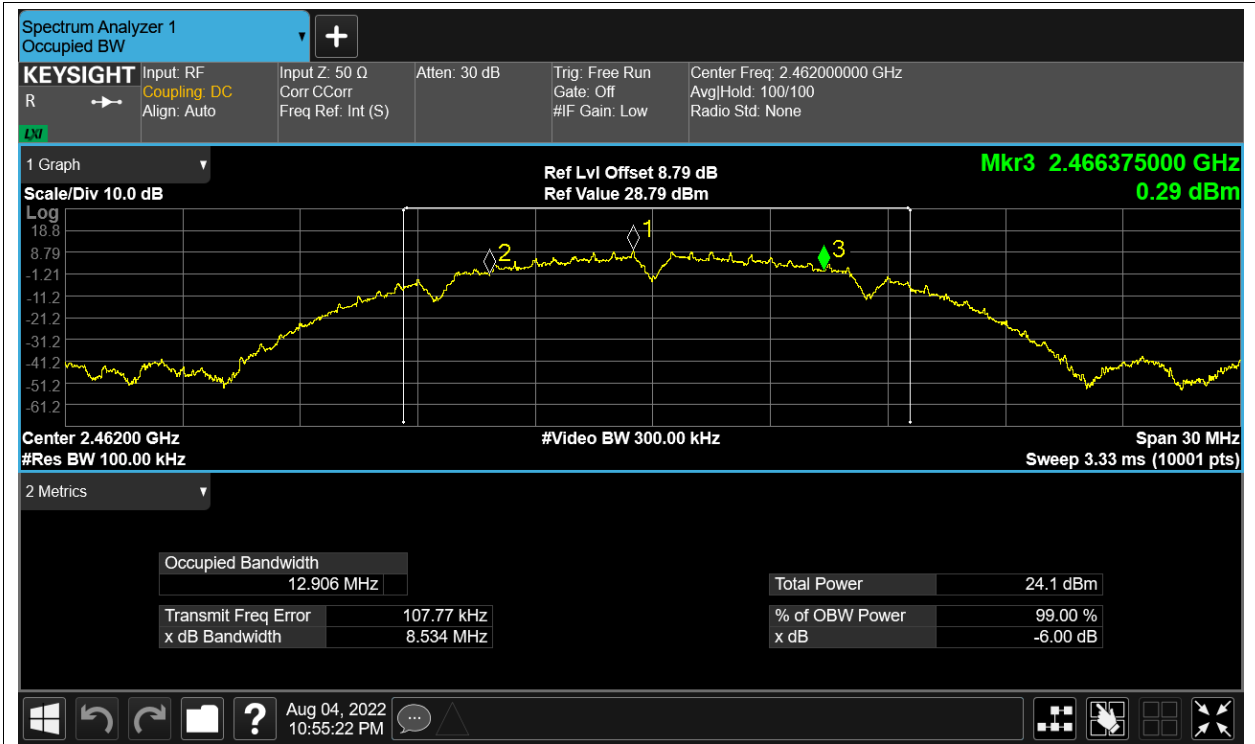 Spectrum Analyzer 1
Occupied BW
KEYSIGHT
R
LXI
Input: RF
Coupling: DC
Align: Auto
Input Z: 50 Ω
Corr CCorr
Freq Ref: Int (S)
Atten: 30 dB
Trig: Free Run
Gate: Off
#IF Gain: Low
Center Freq: 2.462000000 GHz
Avg|Hold: 100/100
Radio Std: None
1 Graph
Scale/Div 10.0 dB
Ref Lvl Offset 8.79 dB
Ref Value 28.79 dBm
Mkr3 2.466375000 GHz
0.29 dBm
Log
18.8
8.79
-1.21
-11.2
-21.2
-31.2
-41.2
-51.2
-61.2
2
1
3
Center 2.46200 GHz
#Res BW 100.00 kHz
#Video BW 300.00 kHz
Span 30 MHz
Sweep 3.33 ms (10001 pts)
2 Metrics
Occupied Bandwidth
12.906 MHz
Transmit Freq Error 107.77 kHz
x dB Bandwidth 8.534 MHz
Total Power 24.1 dBm
% of OBW Power 99.00 %
x dB -6.00 dB
?
Aug 04, 2022
10:55:22 PM